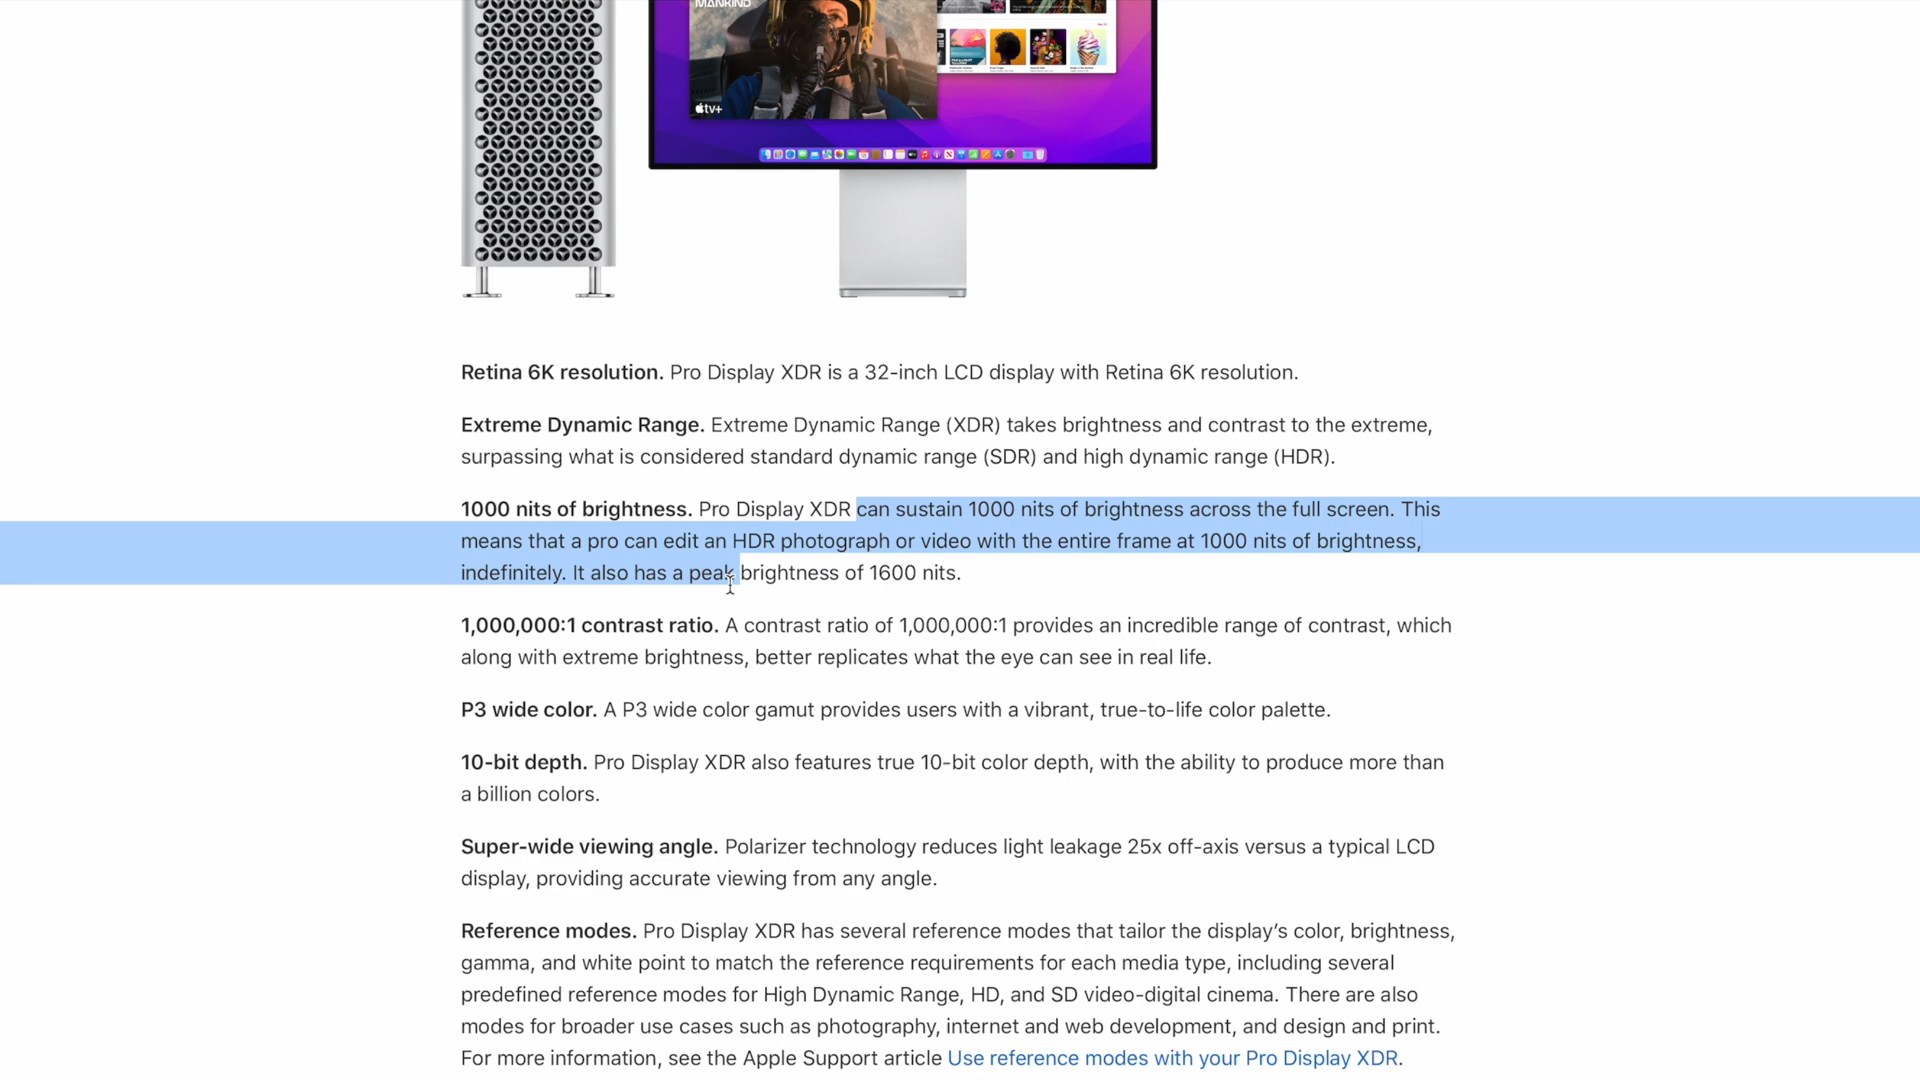 MANKIND
tv+
Retina 6K resolution. Pro Display XDR is a 32-inch LCD display with Retina 6K resolution.
Extreme Dynamic Range. Extreme Dynamic Range (XDR) takes brightness and contrast to the extreme,
surpassing what is considered standard dynamic range (SDR) and high dynamic range (HDR).
1000 nits of brightness. Pro Display XDR can sustain 1000 nits of brightness across the full screen. This
means that a pro can edit an HDR photograph or video with the entire frame at 1000 nits of brightness,
indefinitely. It also has a peak brightness of 1600 nits.
1,000,000:1 contrast ratio. A contrast ratio of 1,000,000:1 provides an incredible range of contrast, which
along with extreme brightness, better replicates what the eye can see in real life.
P3 wide color. A P3 wide color gamut provides users with a vibrant, true-to-life color palette.
10-bit depth. Pro Display XDR also features true 10-bit color depth, with the ability to produce more than
a billion colors.
Super-wide viewing angle. Polarizer technology reduces light leakage 25x off-axis versus a typical LCD
display, providing accurate viewing from any angle.
Reference modes. Pro Display XDR has several reference modes that tailor the display’s color, brightness,
gamma, and white point to match the reference requirements for each media type, including several
predefined reference modes for High Dynamic Range, HD, and SD video-digital cinema. There are also
modes for broader use cases such as photography, internet and web development, and design and print.
For more information, see the Apple Support article Use reference modes with your Pro Display XDR.